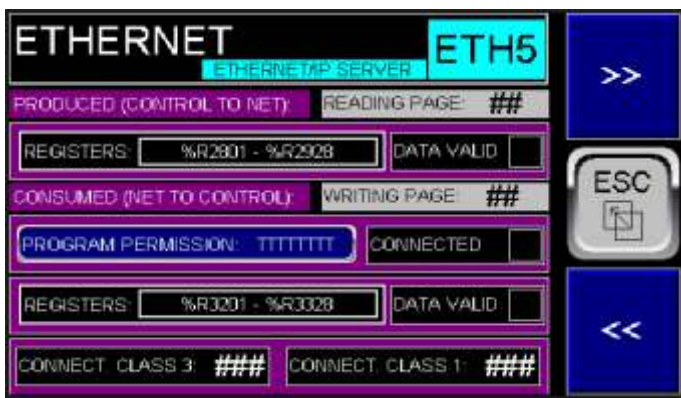 ETHERNET
ETHERNET/IP SERVER
ETH5
>>
PRODUCED (CONTROL TO NET):
READING PAGE: ##
REGISTERS: %R2801 - %R2928
DATA VALID
ESC
CONSUMED (NET TO CONTROL):
WRITING PAGE: ##
PROGRAM PERMISSION: TTTTTTTT
CONNECTED
REGISTERS: %R3201 - %R3328
DATA VALID
<<
CONNECT. CLASS 3: ###
CONNECT. CLASS 1: ###